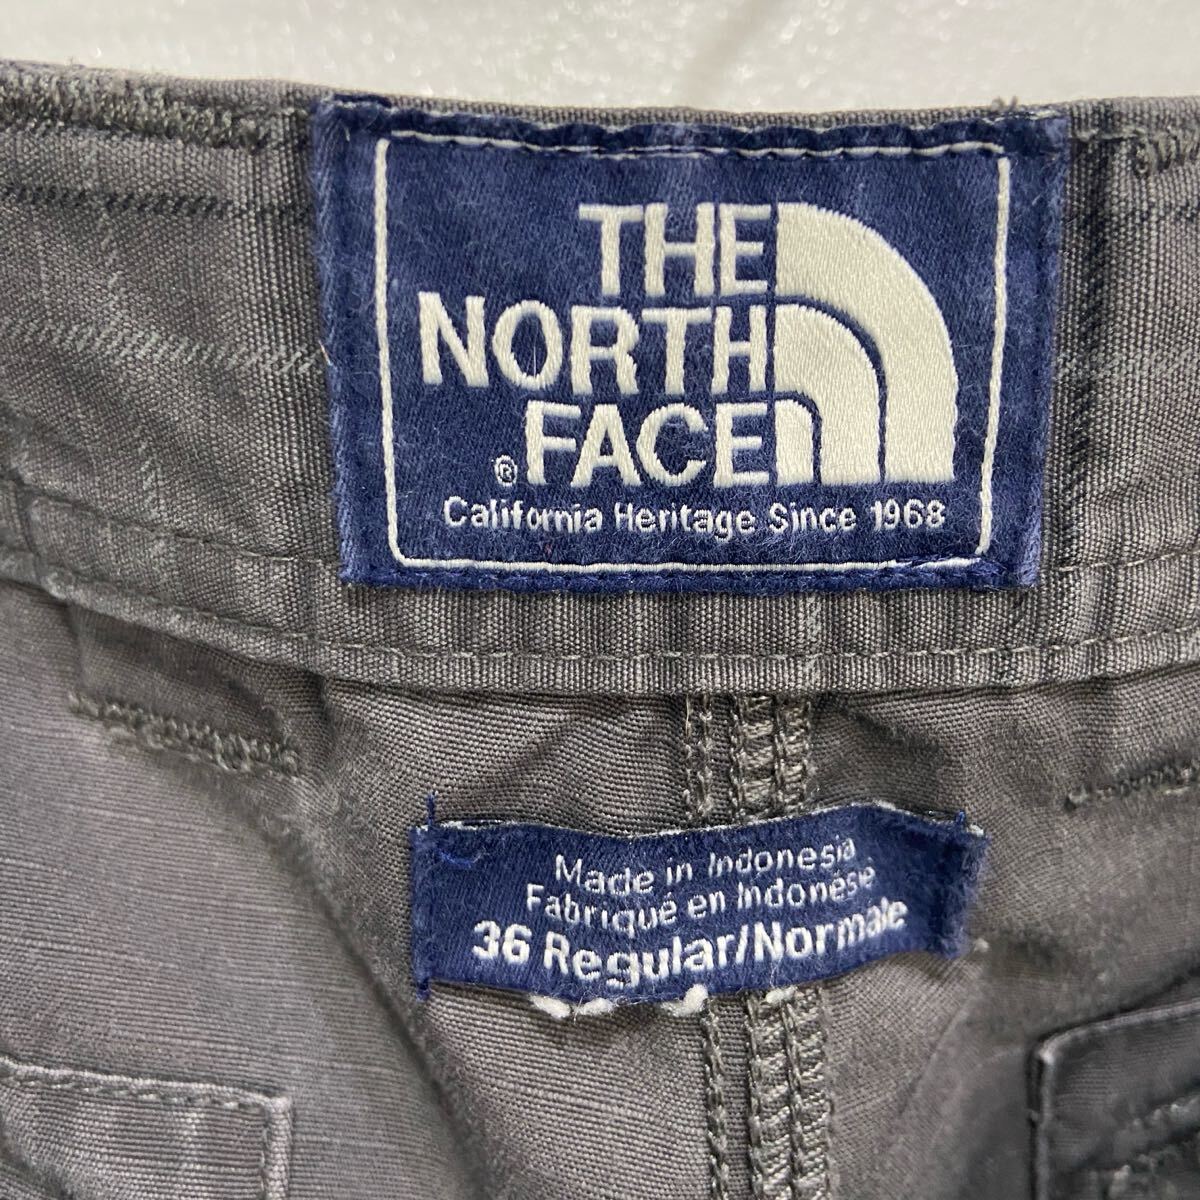 THE
NORTH
® FACE
California Heritage Since 1968
Made in Indonesia
Fabriqué en Indonésie
36 Regular/Normale